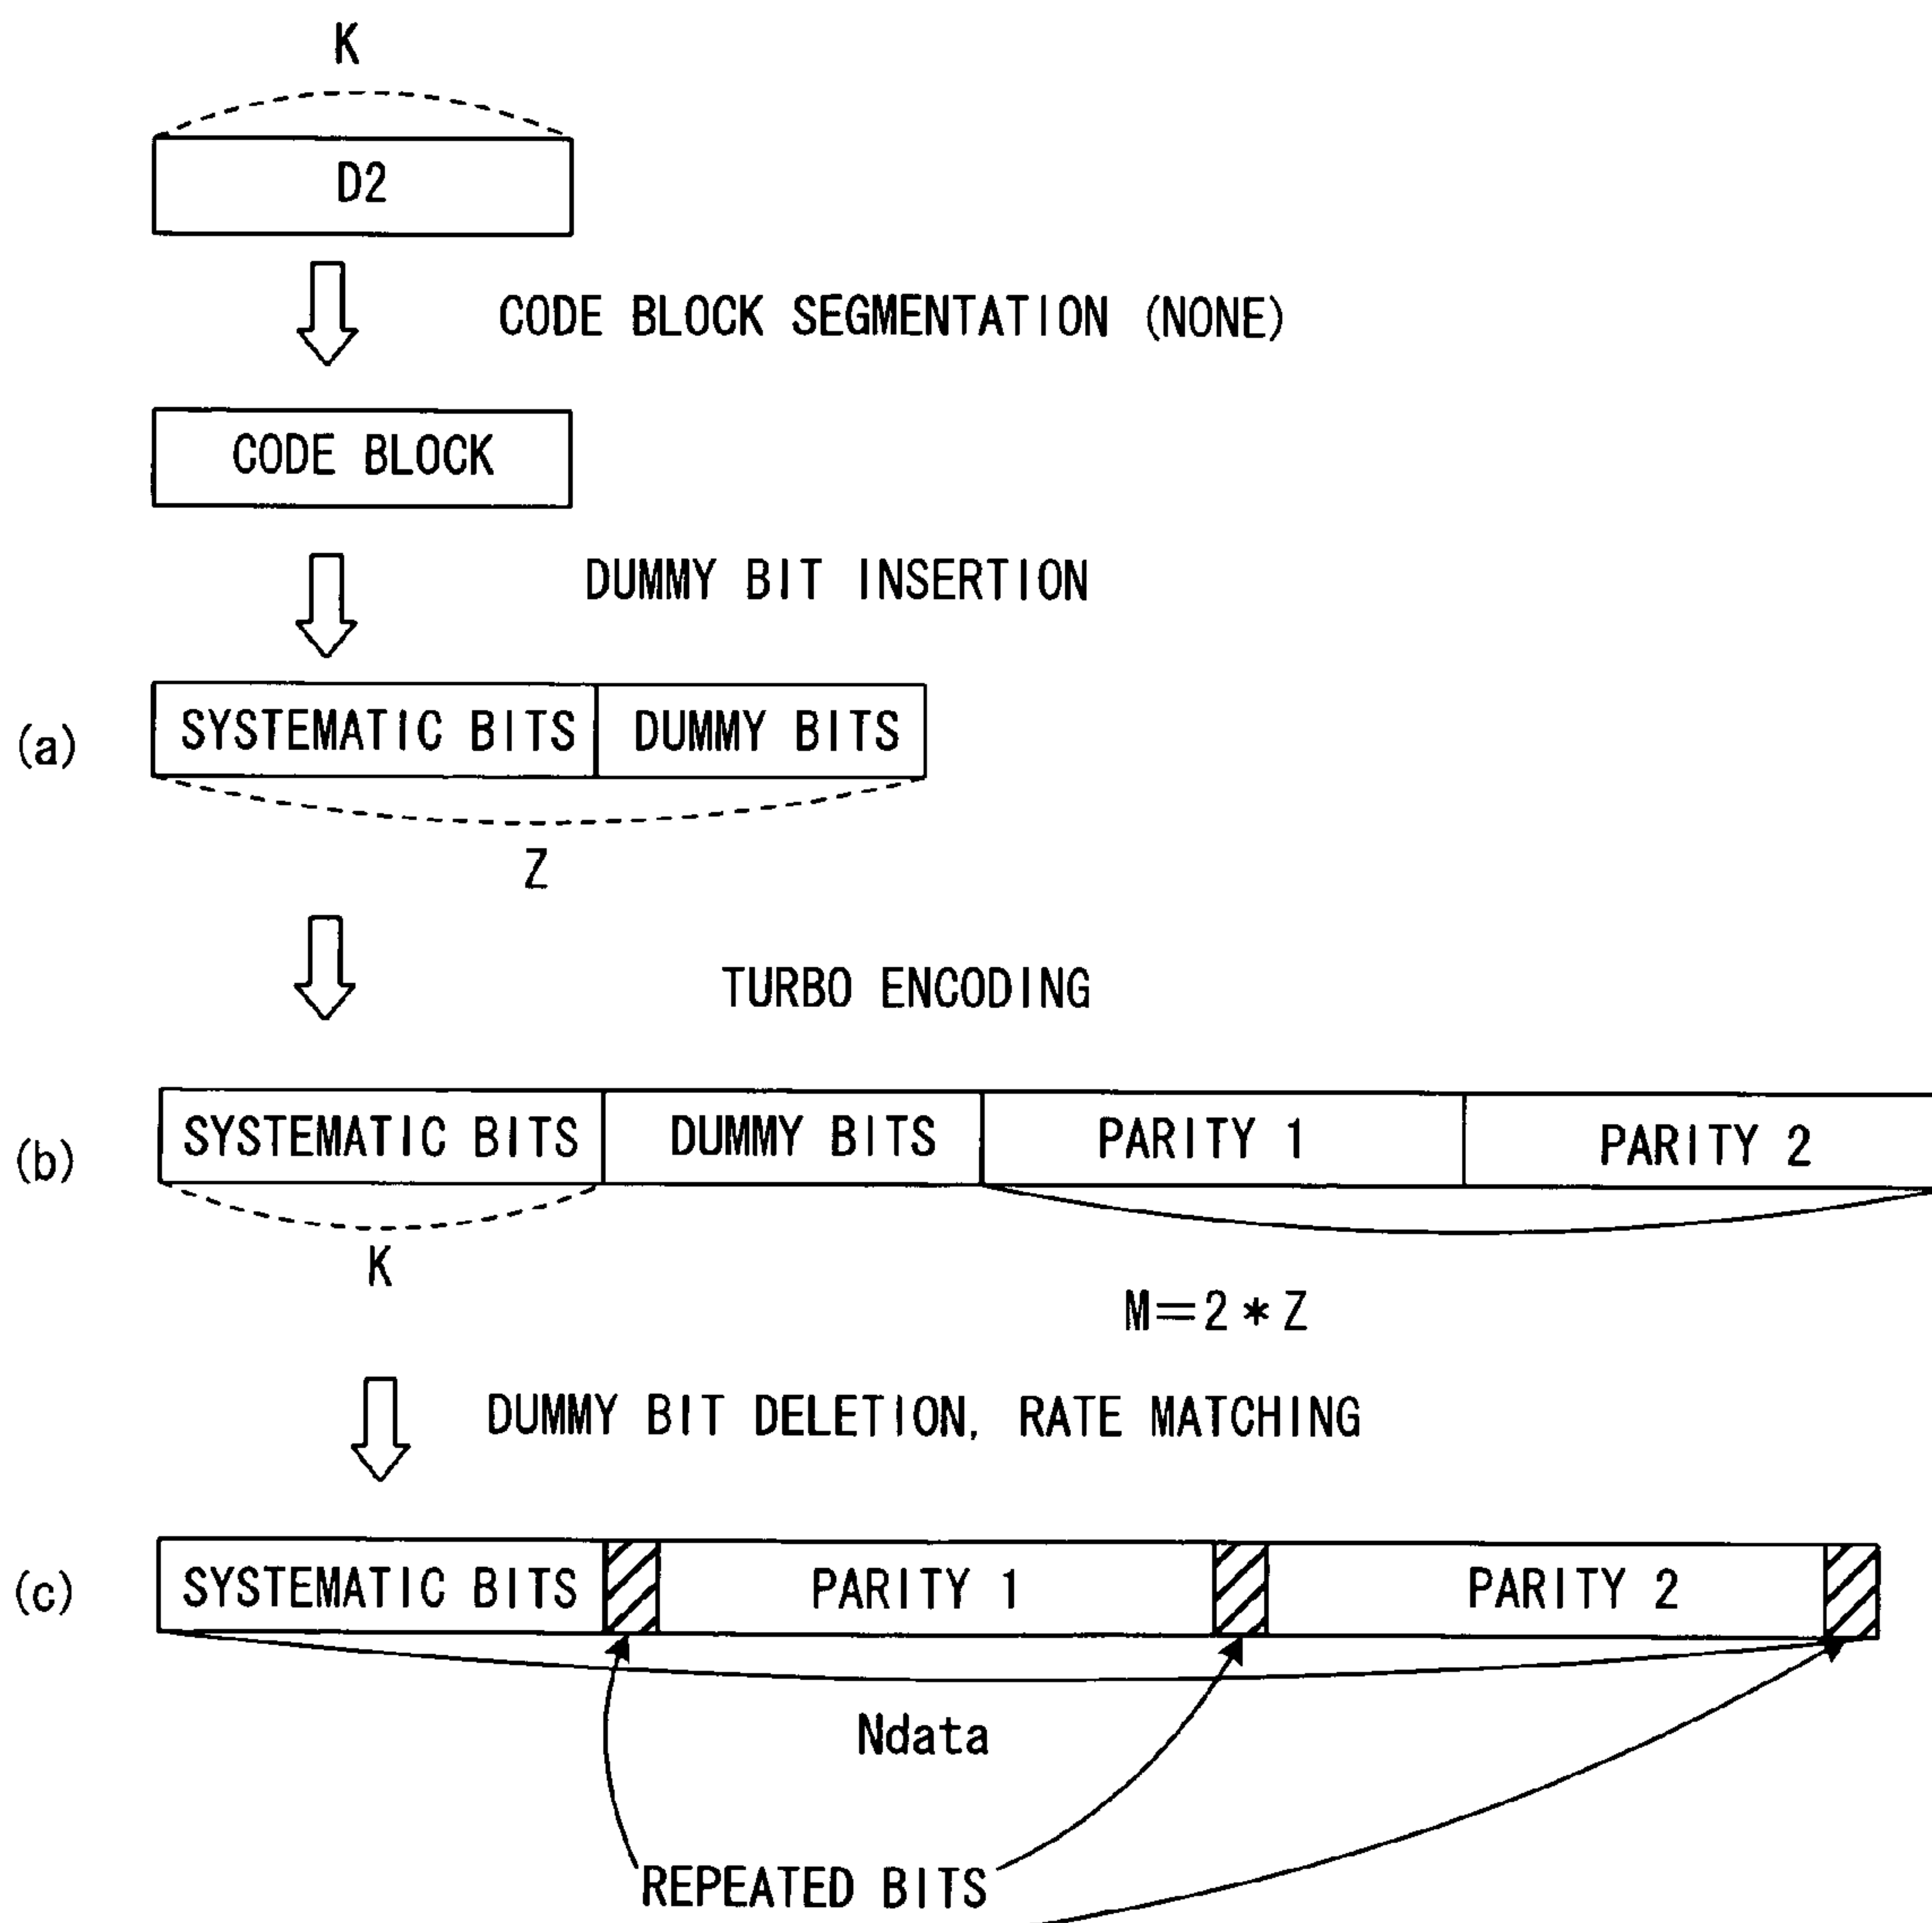 K
D2
CODE BLOCK SEGMENTATION (NONE)
CODE BLOCK
DUMMY BIT INSERTION
(a) SYSTEMATIC BITS DUMMY BITS
Z
TURBO ENCODING
(b) SYSTEMATIC BITS DUMMY BITS PARITY 1 PARITY 2
K
M=2*Z
DUMMY BIT DELETION, RATE MATCHING
(c) SYSTEMATIC BITS PARITY 1 PARITY 2
Ndata
REPEATED BITS